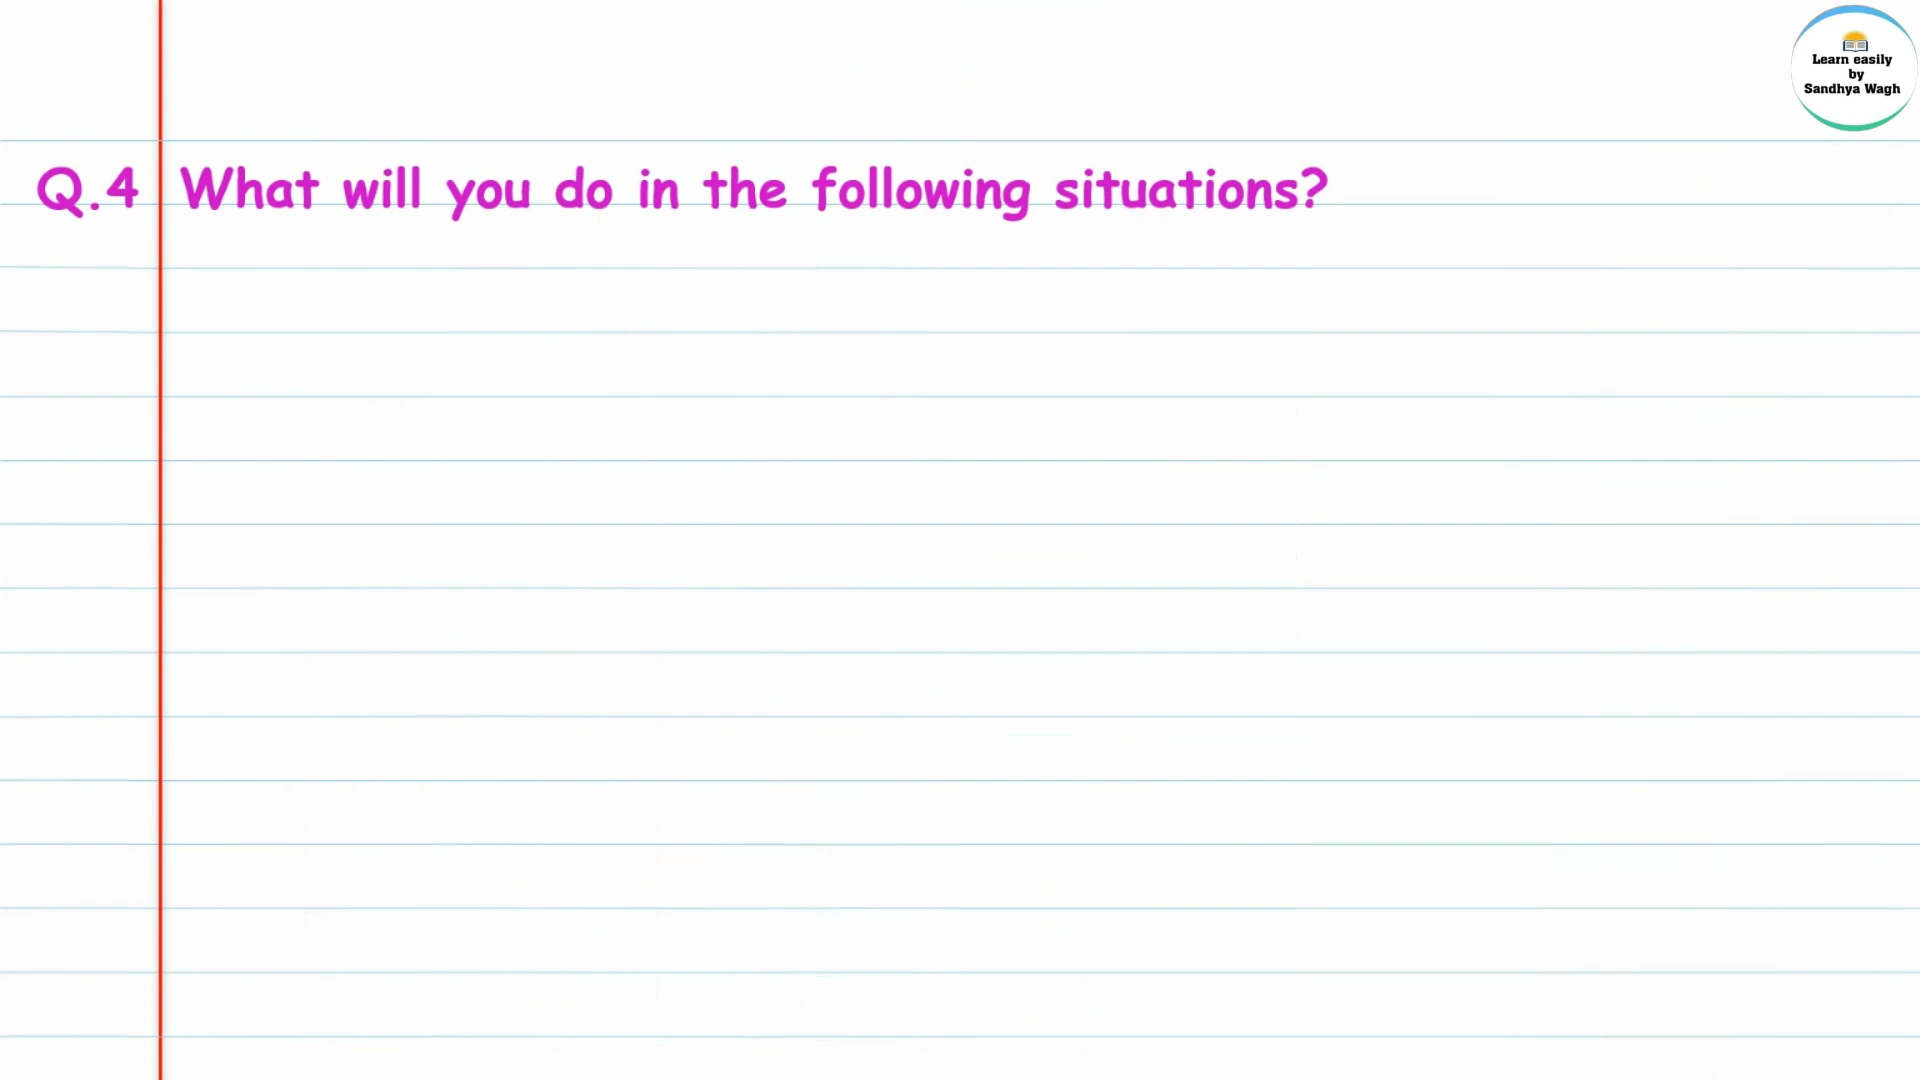 Learn easily
by
Sandhya Wagh
Q.4 What will you do in the following situations?